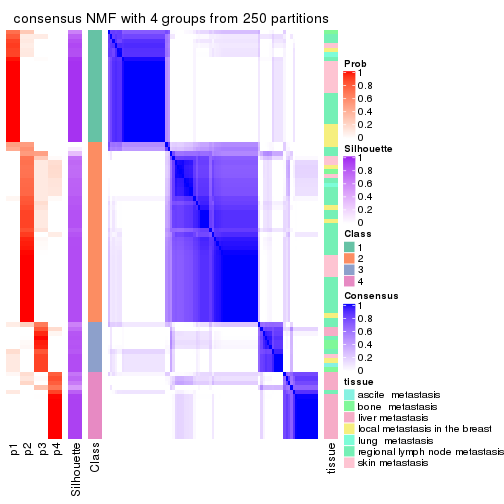 consensus NMF with 4 groups from 250 partitions
Prob
1
0.8
0.6
0.4
0.2
0
Silhouette
1
0.8
0.6
0.4
0.2
0
Class
1
2
3
4
Consensus
1
0.8
0.6
0.4
0.2
0
tissue
ascite metastasis
bone metastasis
liver metastasis
local metastasis in the breast
lung metastasis
regional lymph node metastasis
skin metastasis
p1
p2
p3
p4
Silhouette
Class
tissue